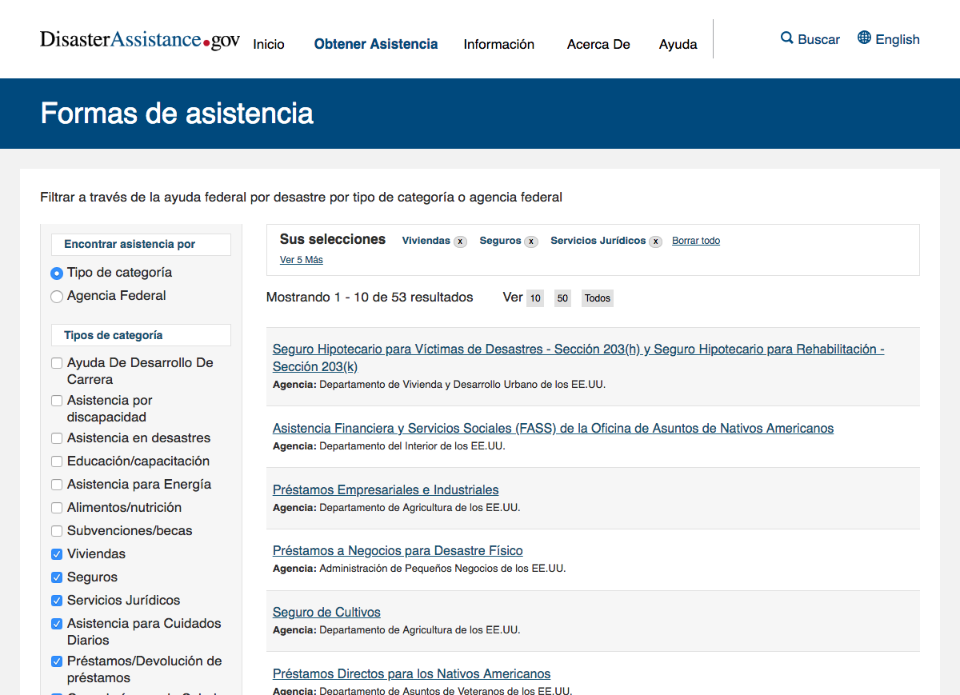 DisasterAssistance.gov
Inicio
Obtener Asistencia
Información
Acerca De
Ayuda
Buscar
English
Formas de asistencia
Filtrar a través de la ayuda federal por desastre por tipo de categoría o agencia federal
Encontrar asistencia por
Tipo de categoría
Agencia Federal
Tipos de categoría
Ayuda De Desarrollo De
Carrera
Asistencia por
discapacidad
Asistencia en desastres
Educación/capacitación
Asistencia para Energía
Alimentos/nutrición
Subvenciones/becas
Viviendas
Seguros
Servicios Jurídicos
Asistencia para Cuidados
Diarios
Préstamos/Devolución de
préstamos
Sus selecciones Viviendas x Seguros x Servicios Jurídicos x Borrar todo
Ver 5 Más
Mostrando 1 - 10 de 53 resultados Ver 10 50 Todos
Seguro Hipotecario para Víctimas de Desastres - Sección 203(h) y Seguro Hipotecario para Rehabilitación -
Sección 203(k)
Agencia: Departamento de Vivienda y Desarrollo Urbano de los EE.UU.
Asistencia Financiera y Servicios Sociales (FASS) de la Oficina de Asuntos de Nativos Americanos
Agencia: Departamento del Interior de los EE.UU.
Préstamos Empresariales e Industriales
Agencia: Departamento de Agricultura de los EE.UU.
Préstamos a Negocios para Desastre Físico
Agencia: Administración de Pequeños Negocios de los EE.UU.
Seguro de Cultivos
Agencia: Departamento de Agricultura de los EE.UU.
Préstamos Directos para los Nativos Americanos
Agencia: Departamento de Asuntos de Veteranos de los EE.UU.